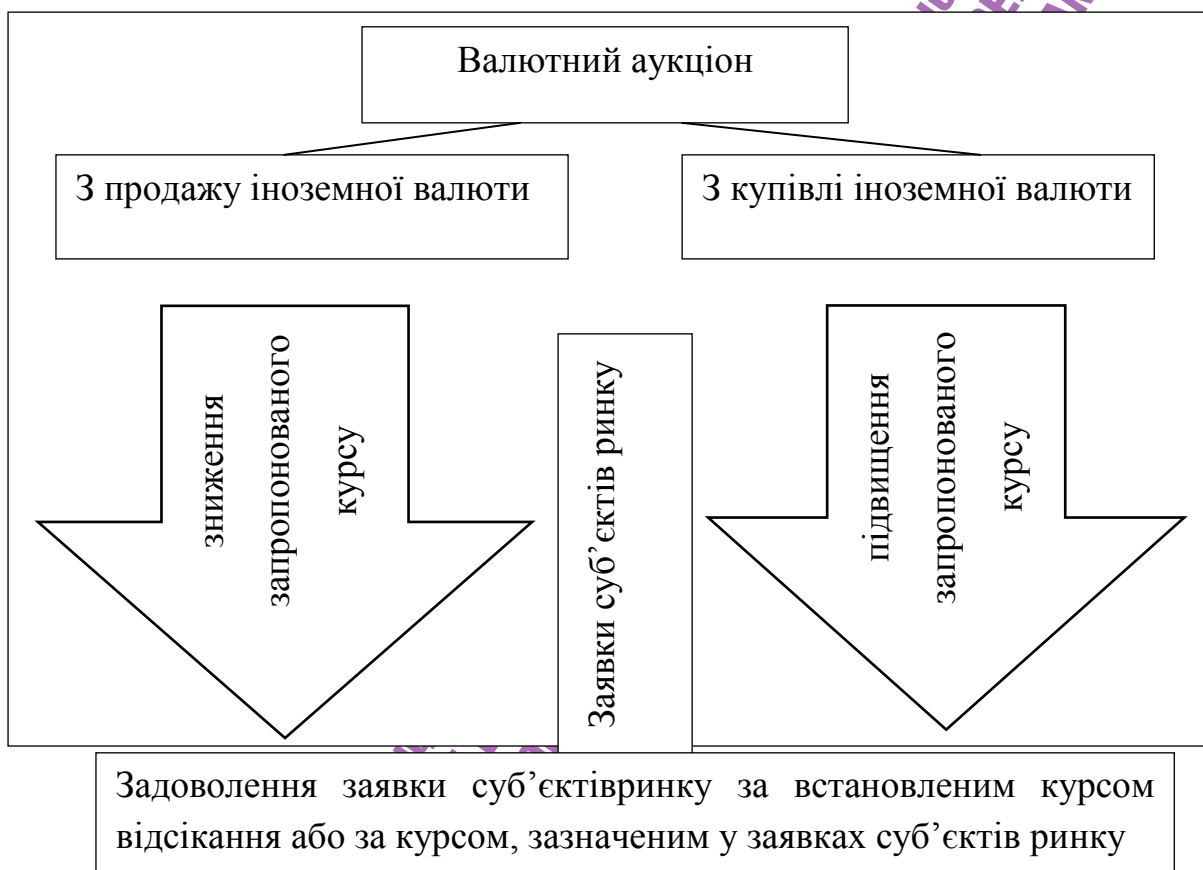 Валютний аукціон
З продажу іноземної валюти
З купівлі іноземної валюти
зниження
запропонованого
курсу
Заявки суб’єктів ринку
підвищення
запропонованого
курсу
Задоволення заявки суб’єктівринку за встановленим курсом
відсікання або за курсом, зазначеним у заявках суб’єктів ринку